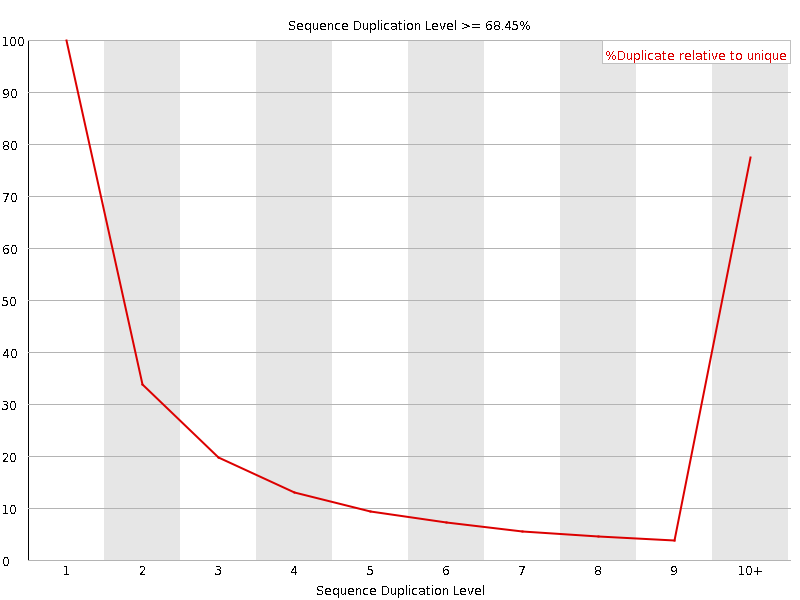 Sequence Duplication Level >= 68.45%
%Duplicate relative to unique
100
90
80
70
60
50
40
30
20
10
0
1 2 3 4 5 6 7 8 9 10+
Sequence Duplication Level